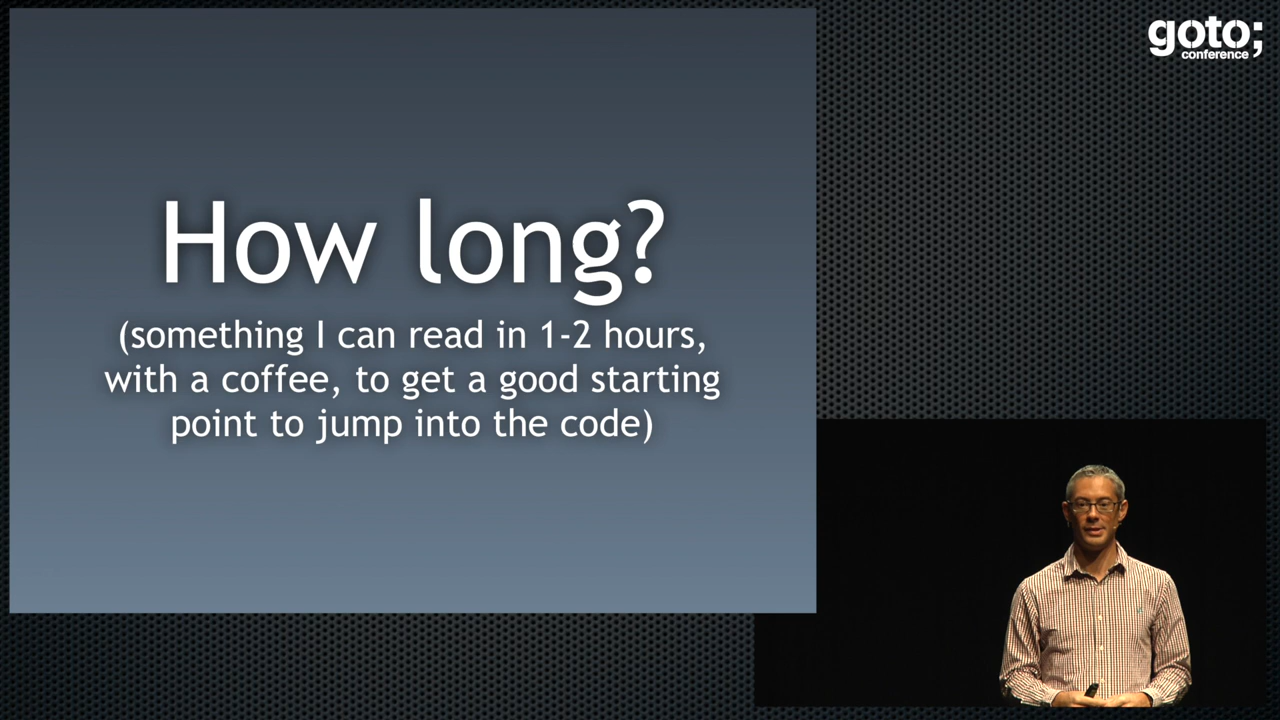 How long?
(something I can read in 1-2 hours,
with a coffee, to get a good starting
point to jump into the code)
goto;
conference